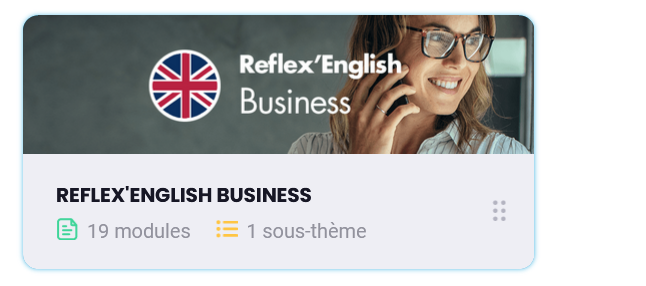 Reflex'English
Business
REFLEX'ENGLISH BUSINESS
19 modules
1 sous-thème